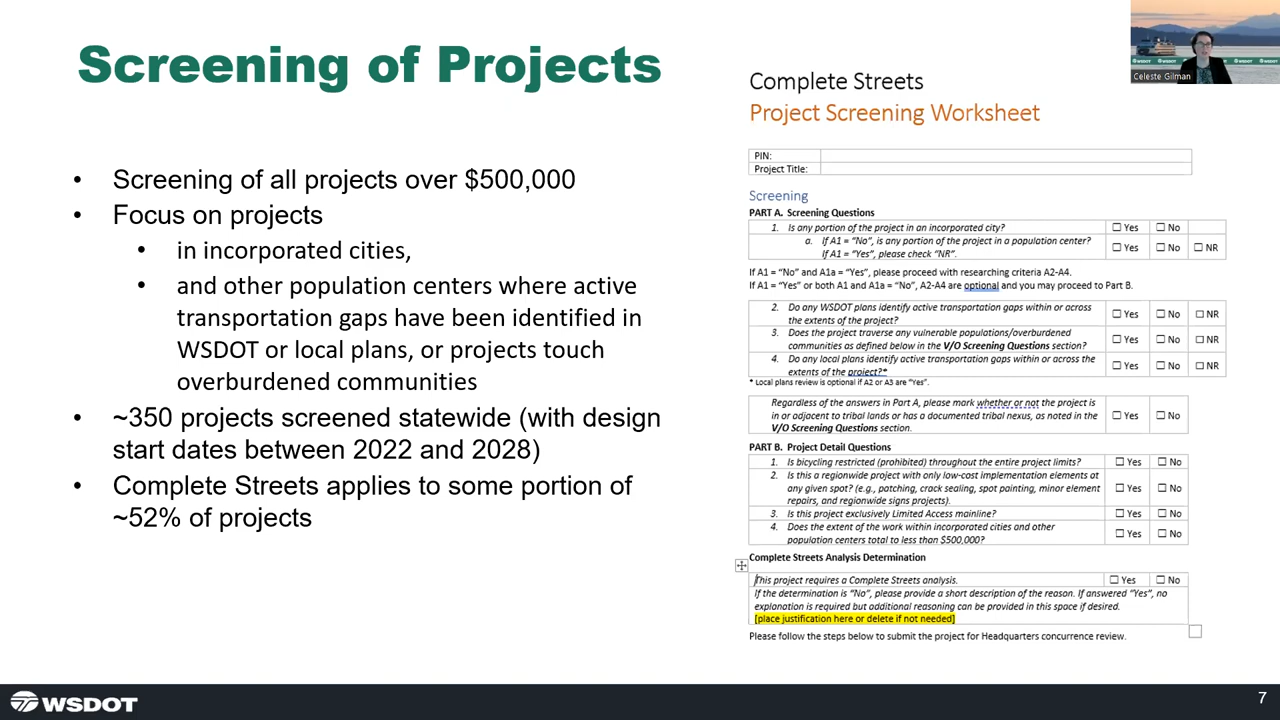 Screening of Projects
• Screening of all projects over $500,000
• Focus on projects
• in incorporated cities,
• and other population centers where active
transportation gaps have been identified in
WSDOT or local plans, or projects touch
overburdened communities
• ~350 projects screened statewide (with design
start dates between 2022 and 2028)
• Complete Streets applies to some portion of
~52% of projects
Complete Streets
Project Screening Worksheet
PIN:
Project Title:
Screening
PART A. Screening Questions
1. Is any portion of the project in an incorporated city? ☐ Yes ☐ No
a. If A1 = “No”, is any portion of the project in a population center?
If A1 = “Yes”, please check “NR”. ☐ Yes ☐ No ☐ NR
If A1 = “No” and A1a = “Yes”, please proceed with researching criteria A2-A4.
If A1 = “Yes” or both A1 and A1a = “No”, A2-A4 are optional and you may proceed to Part B.
2. Do any WSDOT plans identify active transportation gaps within or across
the extents of the project? ☐ Yes ☐ No ☐ NR
3. Does the project traverse any vulnerable populations/overburdened
communities as defined below in the V/O Screening Questions section? ☐ Yes ☐ No ☐ NR
4. Do any local plans identify active transportation gaps within or across the
extents of the project?* ☐ Yes ☐ No ☐ NR
* Local plans review is optional if A2 or A3 are “Yes”.
Regardless of the answers in Part A, please mark whether or not the project is
in or adjacent to tribal lands or has a documented tribal nexus, as noted in the
V/O Screening Questions section. ☐ Yes ☐ No
PART B. Project Detail Questions
1. Is bicycling restricted (prohibited) throughout the entire project limits? ☐ Yes ☐ No
2. Is this a regionwide project with only low-cost implementation elements at
any given spot? (e.g., patching, crack sealing, spot painting, minor element
repairs, and regionwide signs projects). ☐ Yes ☐ No
3. Is this project exclusively Limited Access mainline? ☐ Yes ☐ No
4. Does the extent of the work within incorporated cities and other
population centers total to less than $500,000? ☐ Yes ☐ No
Complete Streets Analysis Determination
This project requires a Complete Streets analysis. ☐ Yes ☐ No
If the determination is “No”, please provide a short description of the reason. If answered “Yes”, no
explanation is required but additional reasoning can be provided in this space if desired.
[place justification here or delete if not needed]
Please follow the steps below to submit the project for Headquarters concurrence review.
Celeste Gilman
WSDOT
7